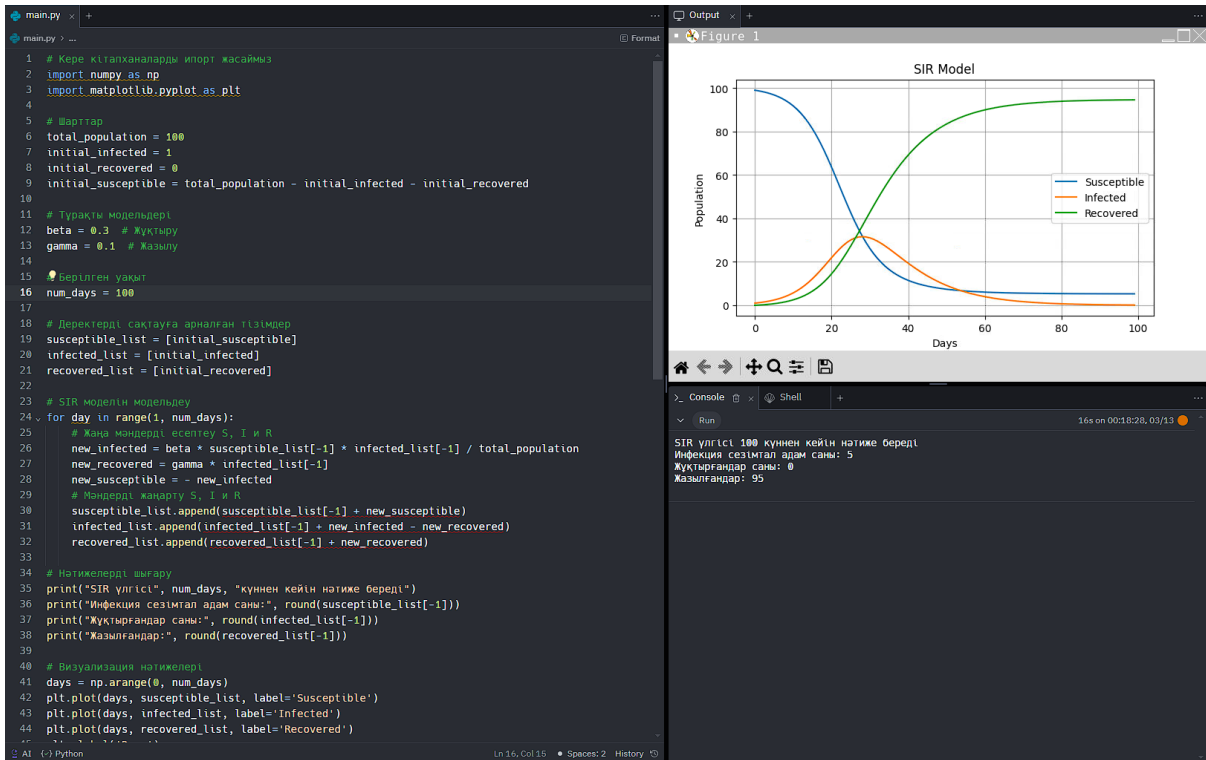 main.py × +
main.py > ...
Format
1 # Кере кітапханаларды ипорт жасаймыз
2 import numpy as np
3 import matplotlib.pyplot as plt
4
5 # Шарттар
6 total_population = 100
7 initial_infected = 1
8 initial_recovered = 0
9 initial_susceptible = total_population - initial_infected - initial_recovered
10
11 # Тұрақты модельдері
12 beta = 0.3 # Жұқтыру
13 gamma = 0.1 # Жазылу
14
15 # Берілген уақыт
16 num_days = 100
17
18 # Деректерді сақтауға арналған тізімдер
19 susceptible_list = [initial_susceptible]
20 infected_list = [initial_infected]
21 recovered_list = [initial_recovered]
22
23 # SIR моделін модельдеу
24 for day in range(1, num_days):
25 # Жаңа мәндерді есептеу S, I и R
26 new_infected = beta * susceptible_list[-1] * infected_list[-1] / total_population
27 new_recovered = gamma * infected_list[-1]
28 new_susceptible = - new_infected
29 # Мәндерді жаңарту S, I и R
30 susceptible_list.append(susceptible_list[-1] + new_susceptible)
31 infected_list.append(infected_list[-1] + new_infected - new_recovered)
32 recovered_list.append(recovered_list[-1] + new_recovered)
33
34 # Нәтижелерді шығару
35 print("SIR үлгісі", num_days, "күннен кейін нәтиже береді")
36 print("Инфекция сезімтал адам саны:", round(susceptible_list[-1]))
37 print("Жұқтырғандар саны:", round(infected_list[-1]))
38 print("Жазылғандар:", round(recovered_list[-1]))
39
40 # Визуализация нәтижелері
41 days = np.arange(0, num_days)
42 plt.plot(days, susceptible_list, label='Susceptible')
43 plt.plot(days, infected_list, label='Infected')
44 plt.plot(days, recovered_list, label='Recovered')
AI {} Python
Ln 16, Col 15 Spaces: 2 History
Output × +
Figure 1
SIR Model
100
80
60
40
20
0
Population
Susceptible
Infected
Recovered
0 20 40 60 80 100
Days
Console × Shell +
Run
16s on 00:18:28, 03/13
SIR үлгісі 100 күннен кейін нәтиже береді
Инфекция сезімтал адам саны: 5
Жұқтырғандар саны: 0
Жазылғандар: 95